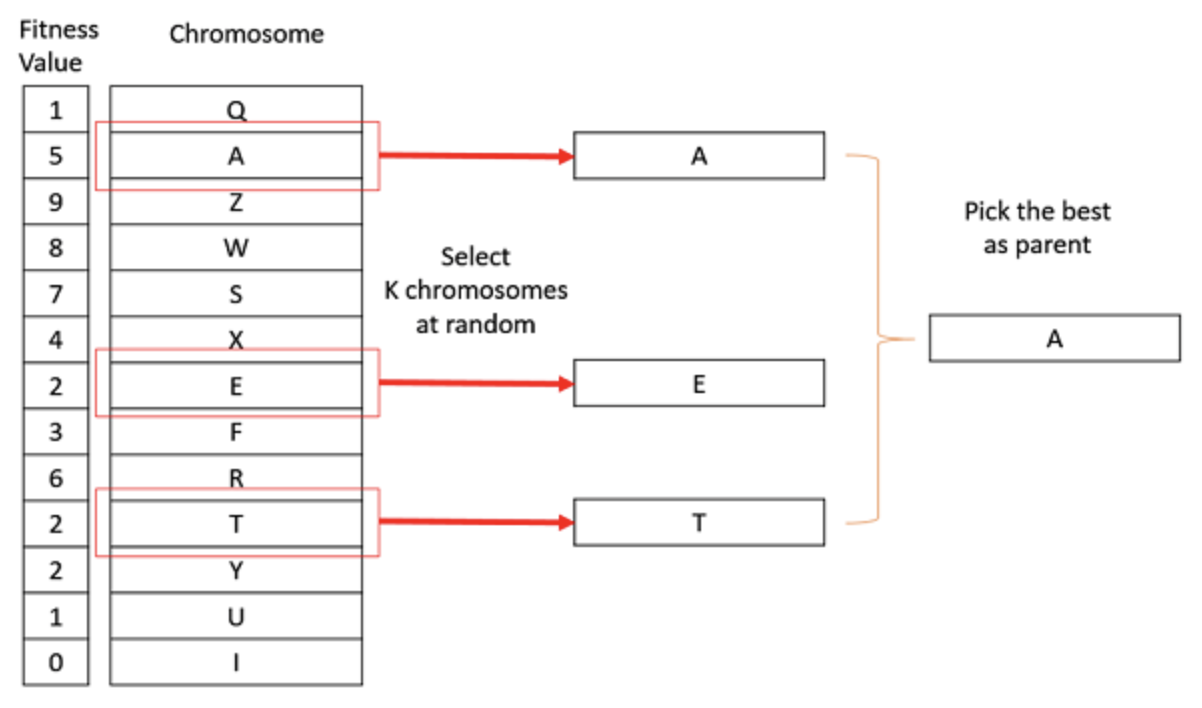 Fitness
Value
Chromosome
1 Q
5 A
9 Z
8 W
7 S
4 X
2 E
3 F
6 R
2 T
2 Y
1 U
0 I
Select
K chromosomes
at random
A
E
T
Pick the best
as parent
A